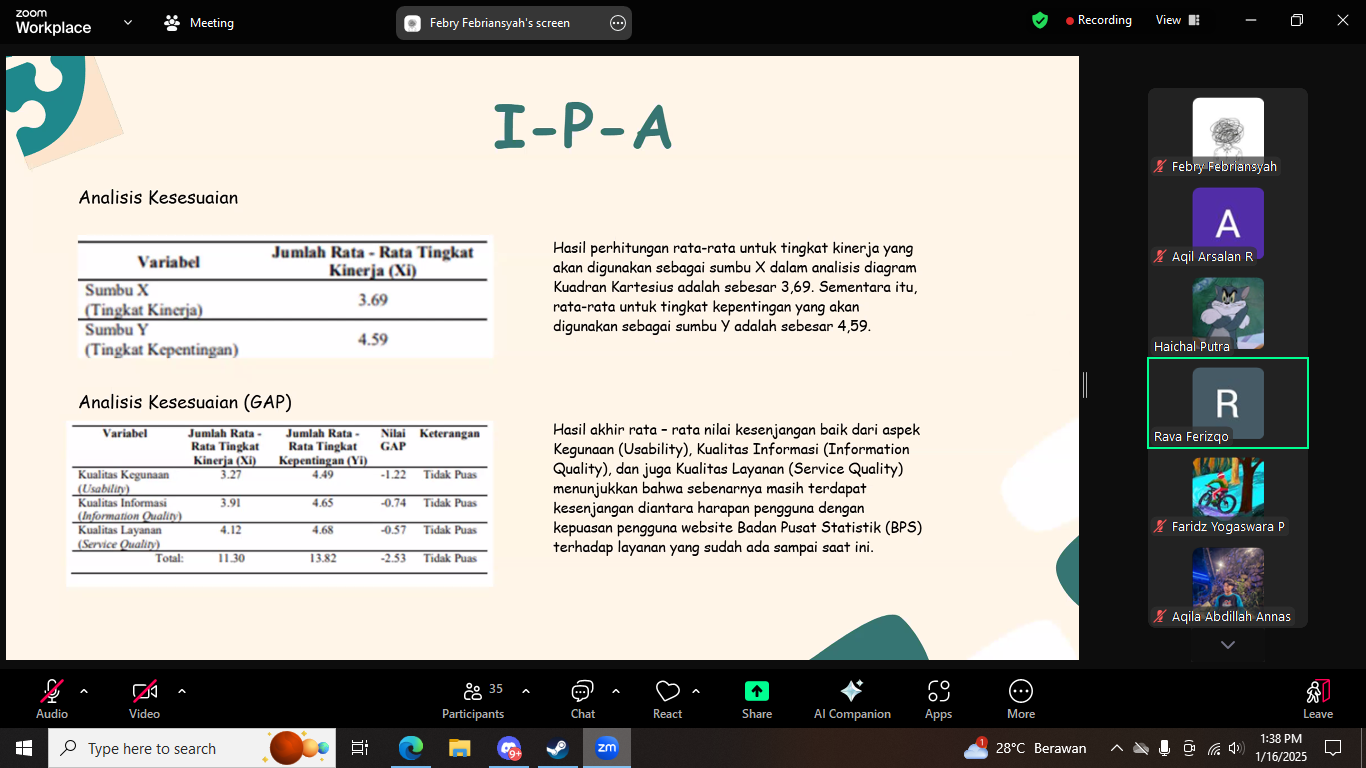 zoom
Workplace
Meeting
Febry Febriansyah's screen
Recording
View
I-P-A
Analisis Kesesuaian
Variabel
Jumlah Rata - Rata Tingkat
Kinerja (Xi)
Sumbu X
(Tingkat Kinerja)
3.69
Sumbu Y
(Tingkat Kepentingan)
4.59
Hasil perhitungan rata-rata untuk tingkat kinerja yang
akan digunakan sebagai sumbu X dalam analisis diagram
Kuadran Kartesius adalah sebesar 3,69. Sementara itu,
rata-rata untuk tingkat kepentingan yang akan
digunakan sebagai sumbu Y adalah sebesar 4,59.
Analisis Kesesuaian (GAP)
Variabel
Jumlah Rata -
Rata Tingkat
Kinerja (Xi)
Jumlah Rata -
Rata Tingkat
Kepentingan (Yi)
Nilai
GAP
Keterangan
Kualitas Kegunaan
(Usability)
3.27 4.49 -1.22 Tidak Puas
Kualitas Informasi
(Information Quality)
3.91 4.65 -0.74 Tidak Puas
Kualitas Layanan
(Service Quality)
4.12 4.68 -0.57 Tidak Puas
Total: 11.30 13.82 -2.53 Tidak Puas
Hasil akhir rata – rata nilai kesenjangan baik dari aspek
Kegunaan (Usability), Kualitas Informasi (Information
Quality), dan juga Kualitas Layanan (Service Quality)
menunjukkan bahwa sebenarnya masih terdapat
kesenjangan diantara harapan pengguna dengan
kepuasan pengguna website Badan Pusat Statistik (BPS)
terhadap layanan yang sudah ada sampai saat ini.
Febry Febriansyah
A
Aqil Arsalan R
Haichal Putra
R
Rava Ferizqo
Faridz Yogaswara P
Aqila Abdillah Annas
Audio
Video
35
Participants
Chat
React
Share
AI Companion
Apps
More
Leave
Type here to search
9+
zm
1
28°C Berawan
1:38 PM
1/16/2025